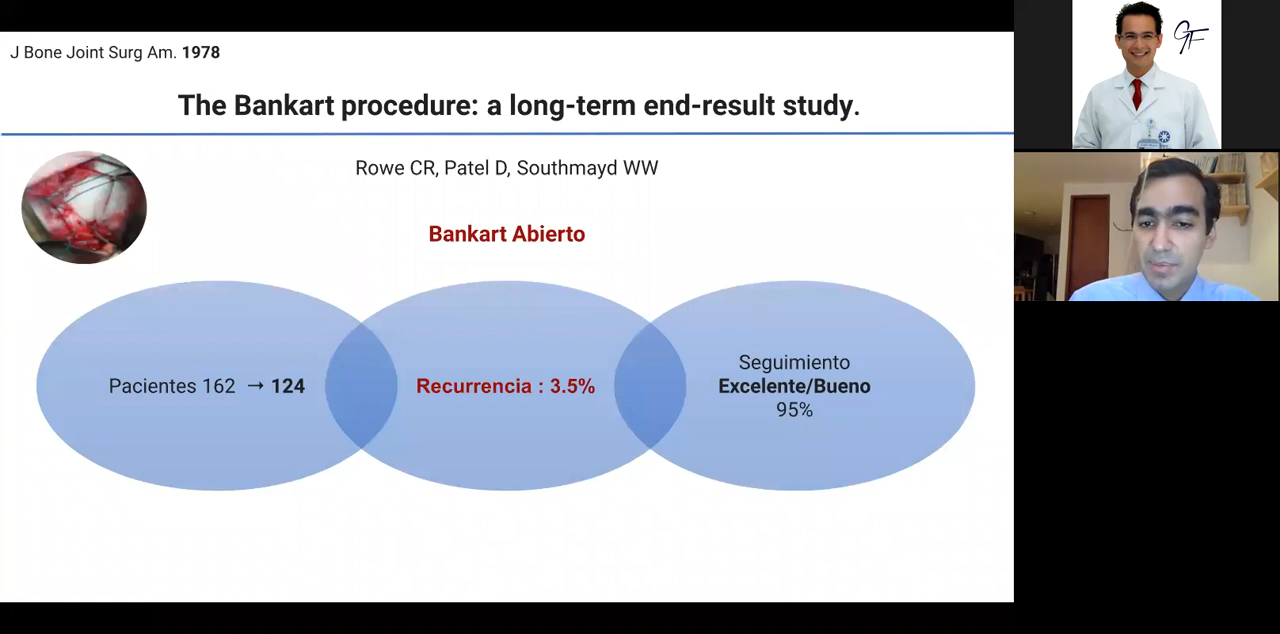 J Bone Joint Surg Am. 1978
The Bankart procedure: a long-term end-result study.
Rowe CR, Patel D, Southmayd WW
Bankart Abierto
Pacientes 162 → 124
Recurrencia : 3.5%
Seguimiento
Excelente/Bueno
95%